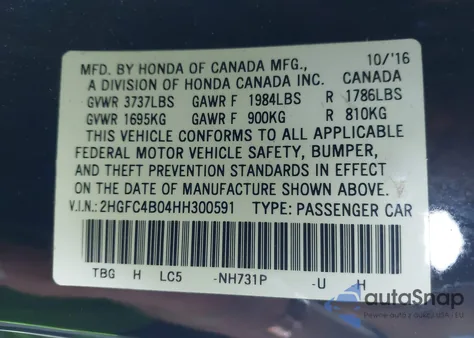 MFD. BY HONDA OF CANADA MFG., 10/'16
A DIVISION OF HONDA CANADA INC. CANADA
GVWR 3737LBS GAWR F 1984LBS R 1786LBS
GVWR 1695KG GAWR F 900KG R 810KG
THIS VEHICLE CONFORMS TO ALL APPLICABLE
FEDERAL MOTOR VEHICLE SAFETY, BUMPER,
AND THEFT PREVENTION STANDARDS IN EFFECT
ON THE DATE OF MANUFACTURE SHOWN ABOVE.
V.I.N.:2HGFC4B04HH300591 TYPE: PASSENGER CAR
TBG H LC5 -NH731P -U H
autoSnap